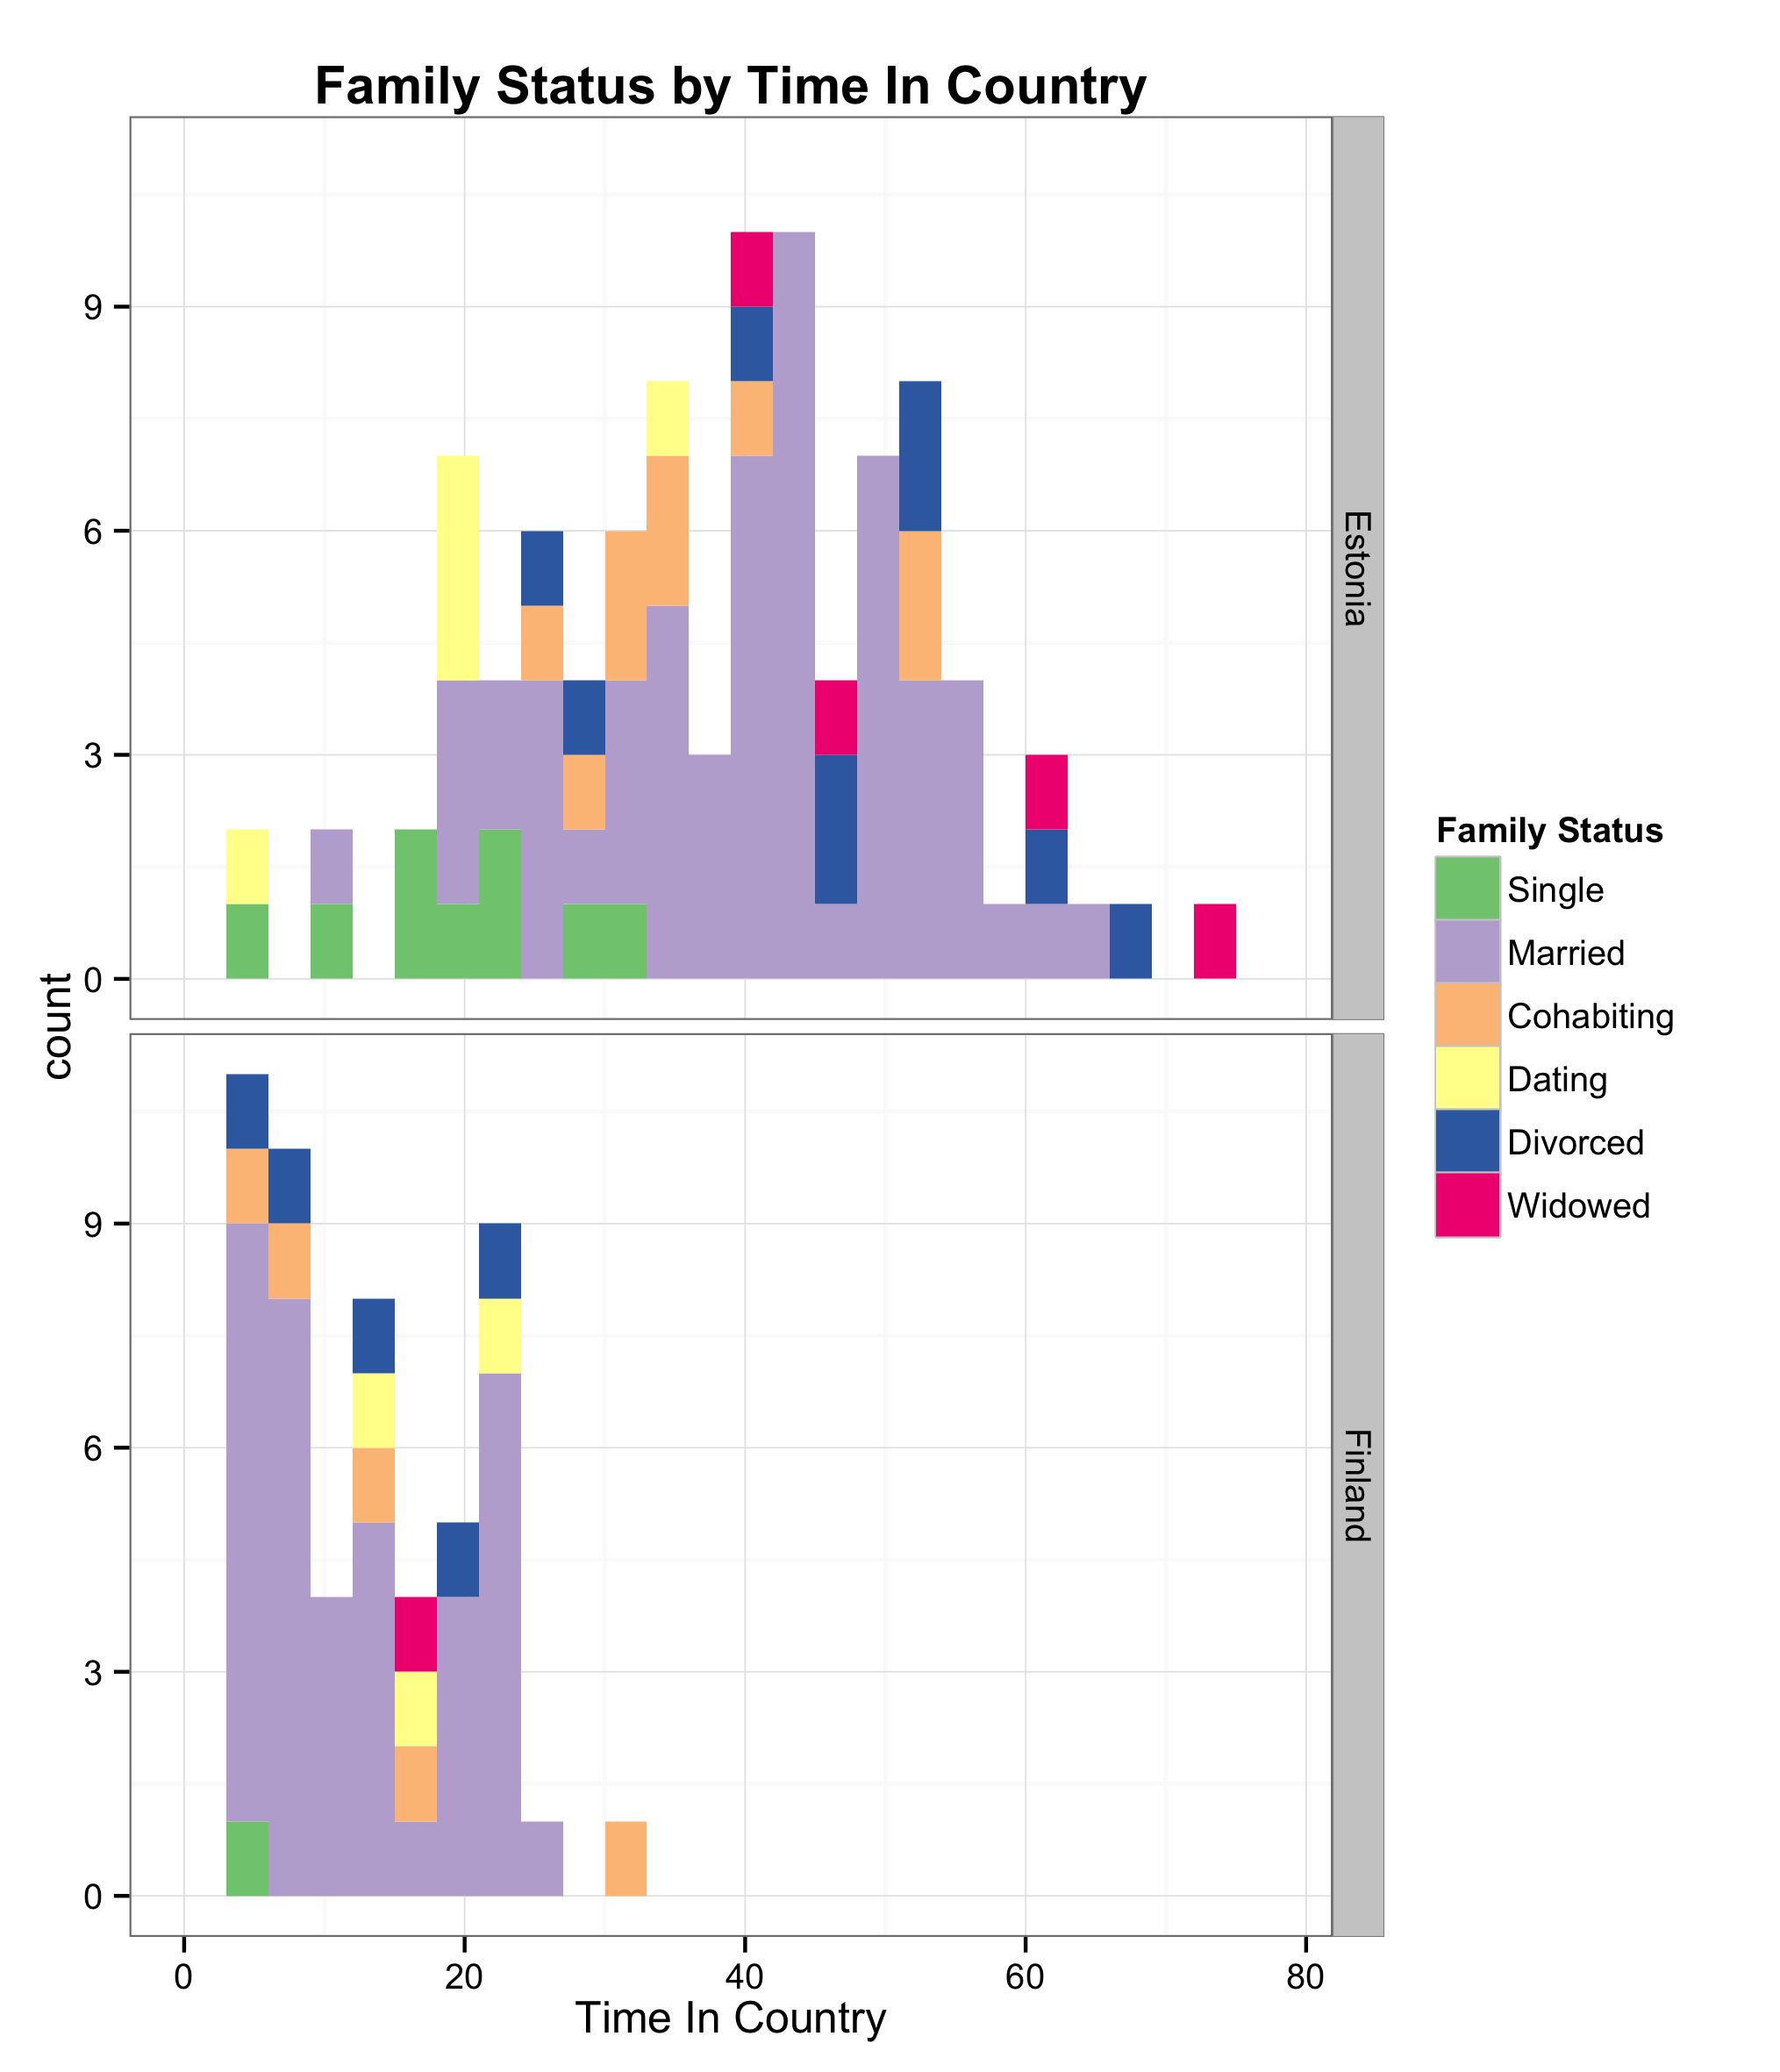 Family Status by Time In Country
9
6
3
0
Estonia
count
9
6
3
0
Finland
0 20 40 60 80
Time In Country
Family Status
Single
Married
Cohabiting
Dating
Divorced
Widowed